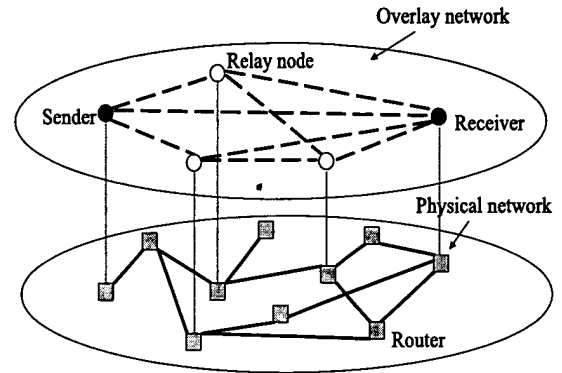 Overlay network
Relay node
Sender
Receiver
Physical network
Router